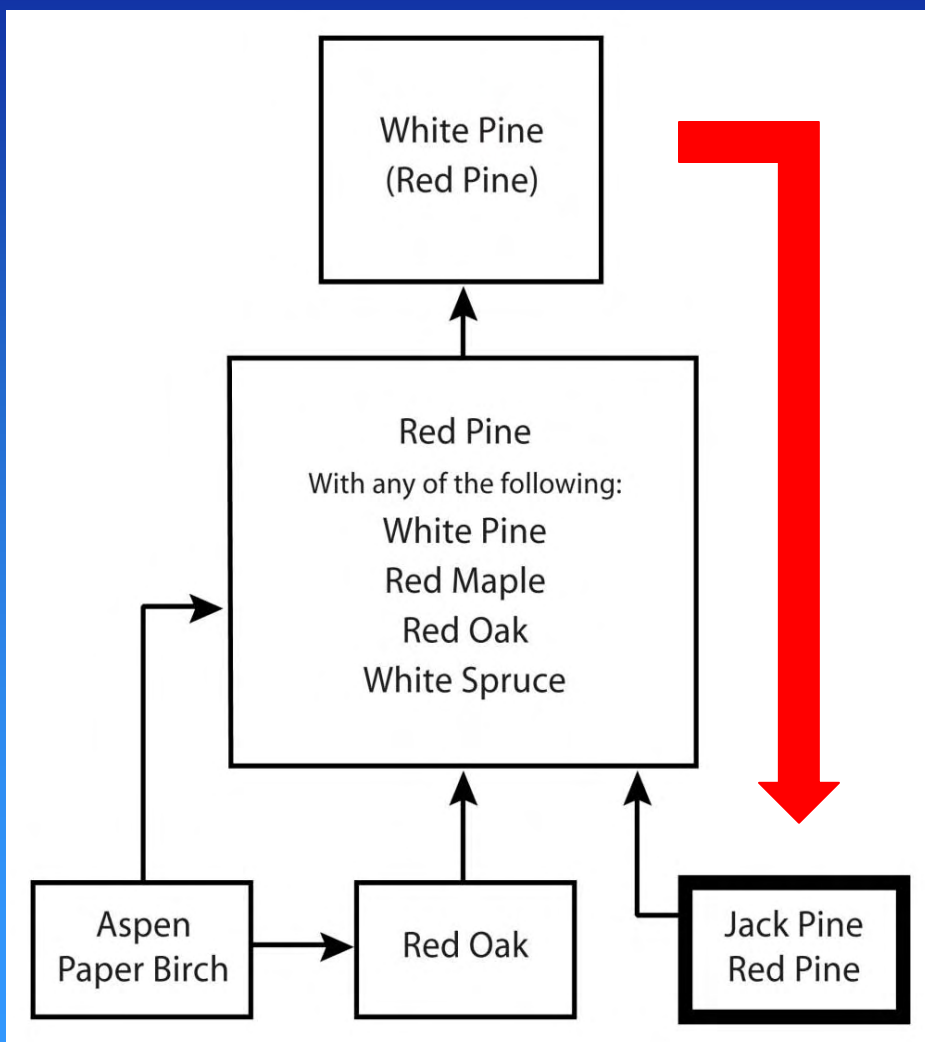 White Pine
(Red Pine)
Red Pine
With any of the following:
White Pine
Red Maple
Red Oak
White Spruce
Aspen
Paper Birch
Red Oak
Jack Pine
Red Pine